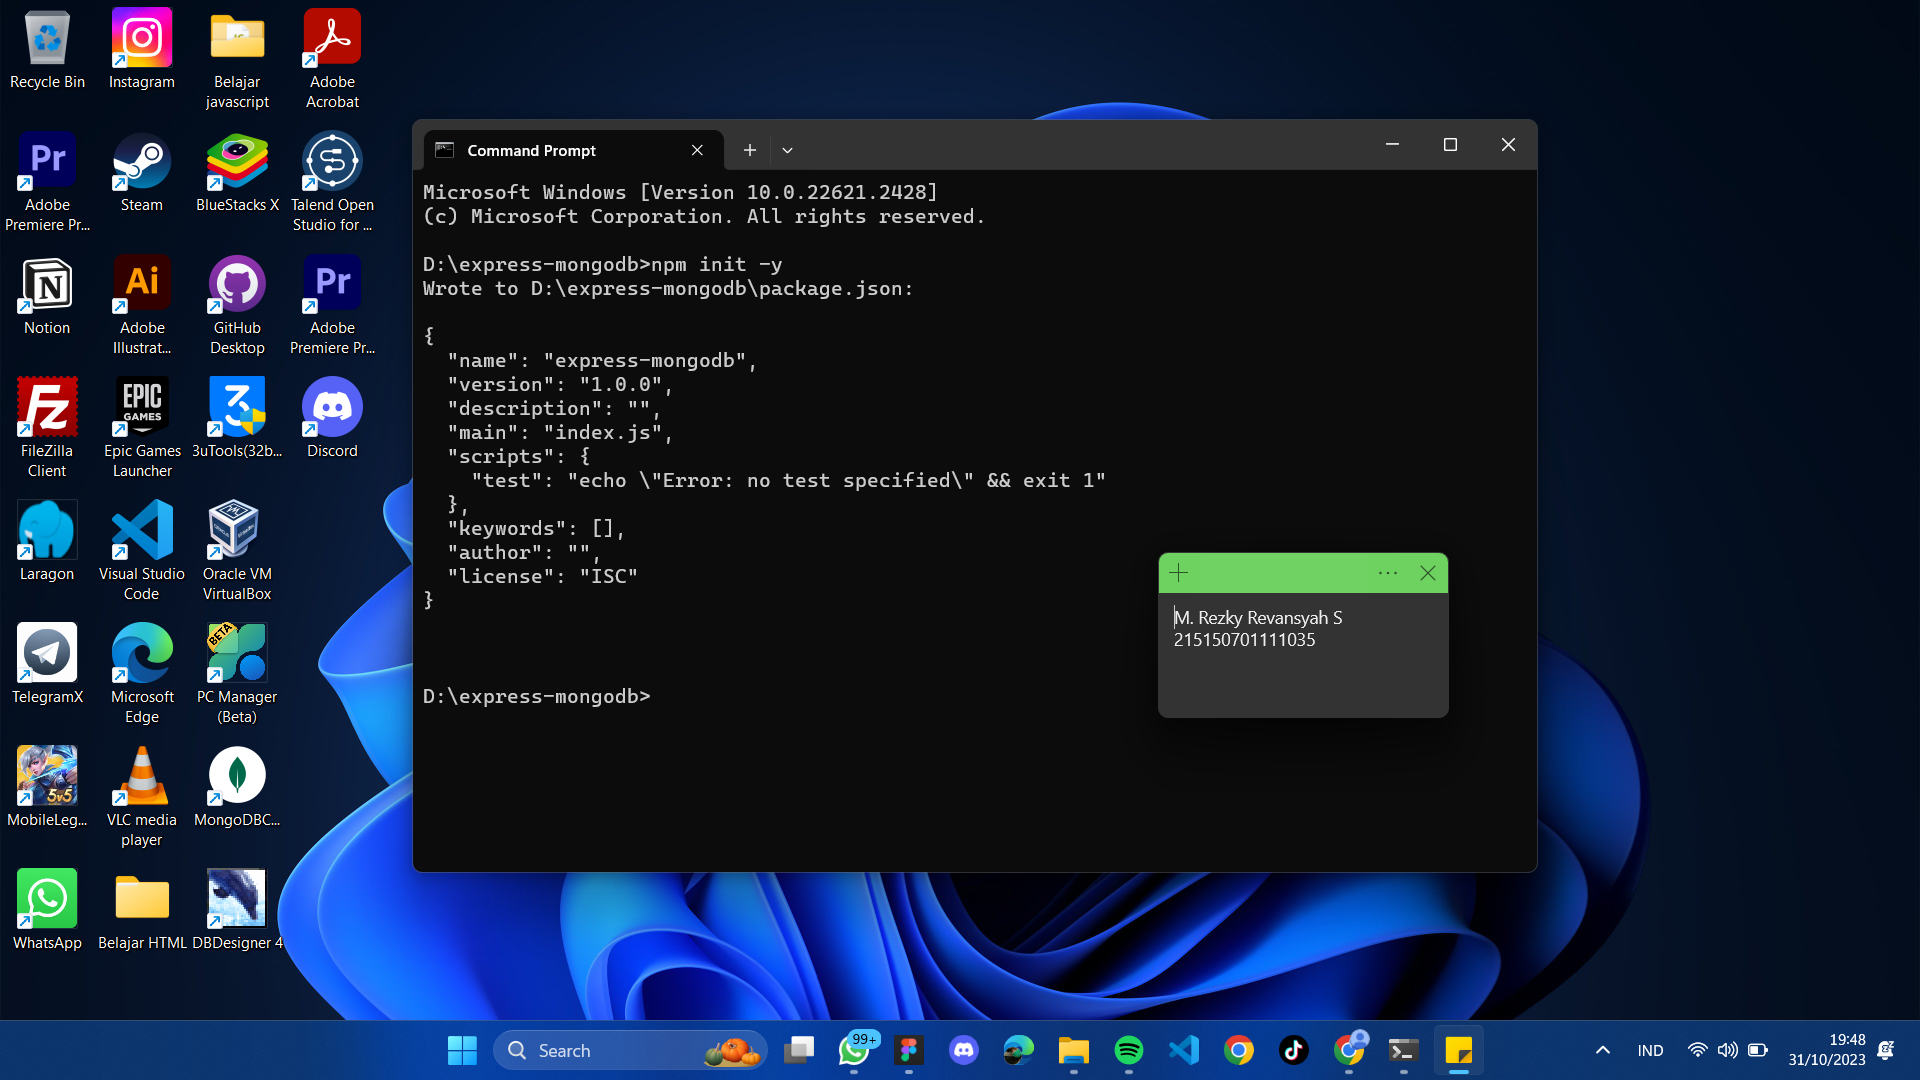 Recycle Bin
Instagram
Belajar
javascript
Adobe
Acrobat
Adobe
Premiere Pr...
Steam
BlueStacks X
Talend Open
Studio for ...
Notion
Adobe
Illustrat...
GitHub
Desktop
Adobe
Premiere Pr...
FileZilla
Client
EPIC
GAMES
Epic Games
Launcher
3uTools(32b...
Discord
Laragon
Visual Studio
Code
Oracle VM
VirtualBox
TelegramX
Microsoft
Edge
BETA
PC Manager
(Beta)
5v5
MobileLeg...
VLC media
player
MongoDBC...
WhatsApp
Belajar HTML
DBDesigner 4
Command Prompt
Microsoft Windows [Version 10.0.22621.2428]
(c) Microsoft Corporation. All rights reserved.
D:\express-mongodb>npm init -y
Wrote to D:\express-mongodb\package.json:
{
"name": "express-mongodb",
"version": "1.0.0",
"description": "",
"main": "index.js",
"scripts": {
"test": "echo \"Error: no test specified\" && exit 1"
},
"keywords": [],
"author": "",
"license": "ISC"
}
D:\express-mongodb>
M. Rezky Revansyah S
215150701111035
Search
99+
IND
19:48
31/10/2023